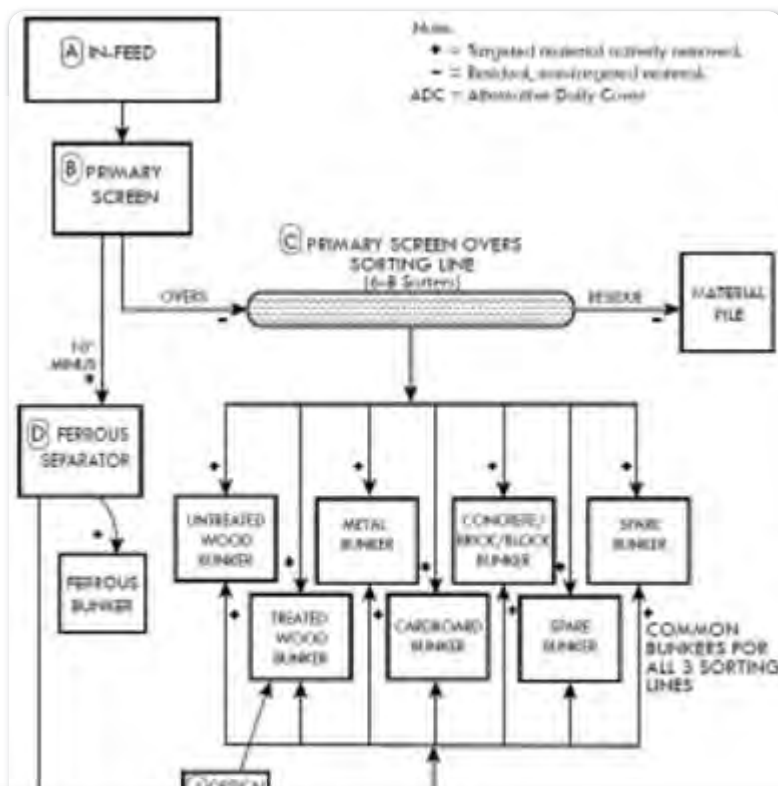 Notes:
+ = Targeted material actively removed.
- = Residual, non-targeted material.
ADC = Alternative Daily Cover
A IN-FEED
B PRIMARY
SCREEN
C PRIMARY SCREEN OVERS
SORTING LINE
(6-8 Sorters)
OVERS
-
RESIDUE
-
MATERIAL
PILE
10"
MINUS
+
D FERROUS
SEPARATOR
+
FERROUS
BUNKER
+
+
+
+
UNTREATED
WOOD
BUNKER
METAL
BUNKER
CONCRETE/
BRICK/BLOCK
BUNKER
SPARE
BUNKER
+
+
+
TREATED
WOOD
BUNKER
CARDBOARD
BUNKER
SPARE
BUNKER
+
+
+
+
COMMON
BUNKERS FOR
ALL 3 SORTING
LINES